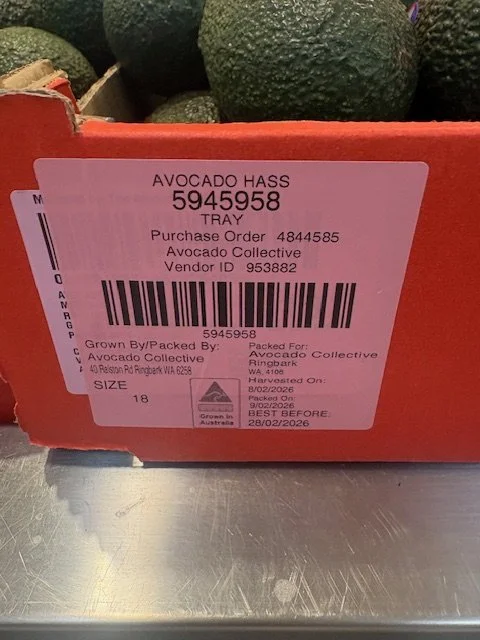 AVOCADO HASS
5945958
TRAY
Purchase Order 4844585
Avocado Collective
Vendor ID 953882
5945958
Grown By/Packed By:
Avocado Collective
40 Ralston Rd Ringbark WA 6258
SIZE
18
Grown in
Australia
Packed For:
Avocado Collective
Ringbark
WA, 4106
Harvested On:
8/02/2026
Packed On:
9/02/2026
BEST BEFORE:
28/02/2026
M
O
A
M
R
G
P
C
V
A